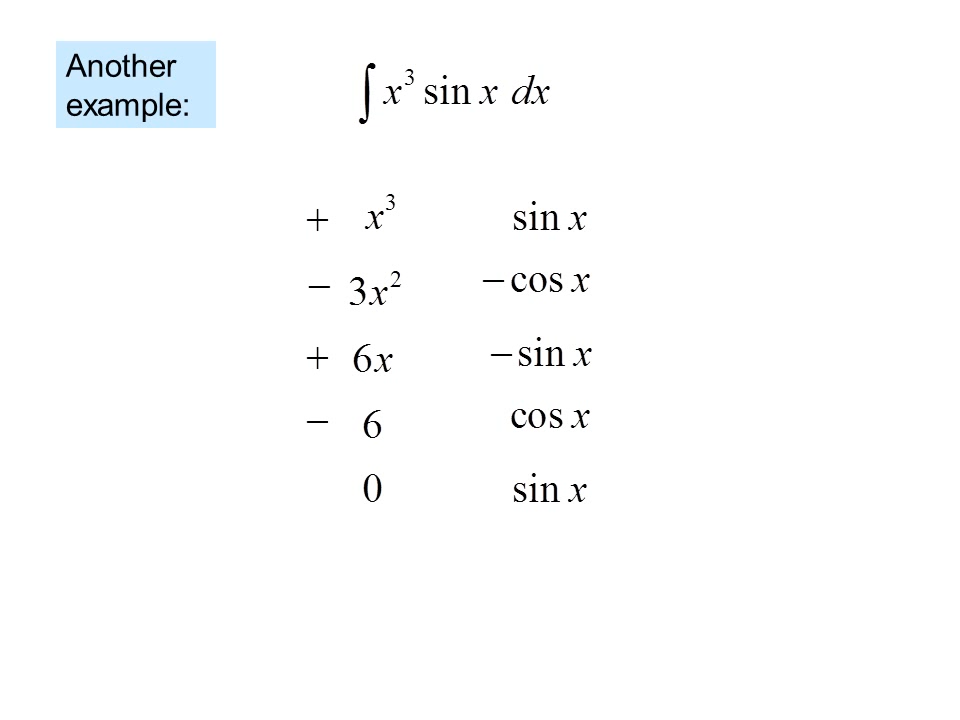 Another
example:
∫ x³ sin x dx
+ x³ sin x
− 3x² − cos x
+ 6x − sin x
− 6 cos x
0 sin x